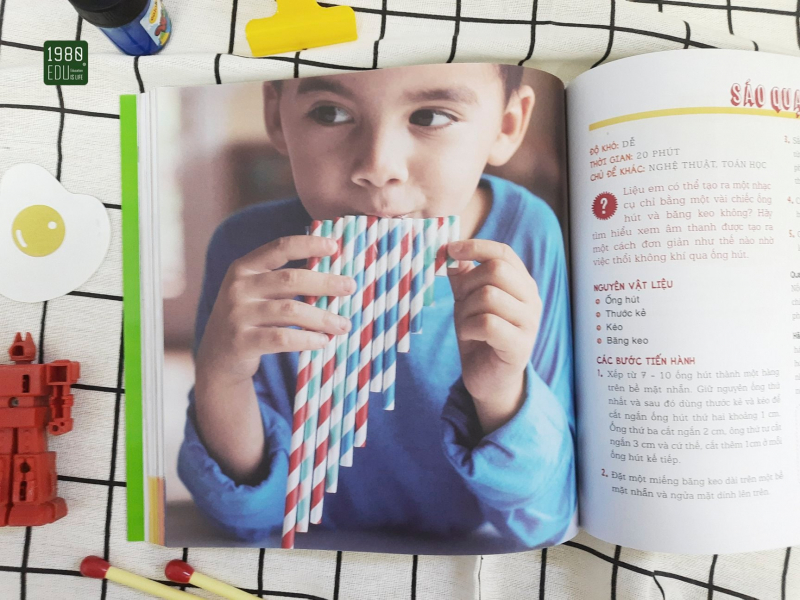 1980
EDU
SÁO QUA
ĐỘ KHÓ: DỄ
THỜI GIAN: 20 PHÚT
CHỦ ĐỀ KHÁC: NGHỆ THUẬT, TOÁN HỌC
?
Liệu em có thể tạo ra một nhạc
cụ chỉ bằng một vài chiếc ống
hút và băng keo không? Hãy
tìm hiểu xem âm thanh được tạo ra
một cách đơn giản như thế nào nhờ
việc thổi không khí qua ống hút.
NGUYÊN VẬT LIỆU
Ống hút
Thước kẻ
Kéo
Băng keo
CÁC BƯỚC TIẾN HÀNH
1. Xếp từ 7 - 10 ống hút thành một hàng
trên bề mặt nhẵn. Giữ nguyên ống thứ
nhất và sau đó dùng thước kẻ và kéo để
cắt ngắn ống hút thứ hai khoảng 1 cm.
Ống thứ ba cắt ngắn 2 cm, ống thứ tư cắt
ngắn 3 cm và cứ thế, cắt thêm 1cm ở mỗi
ống hút kế tiếp.
2. Đặt một miếng băng keo dài trên một bề
mặt nhẵn và ngửa mặt dính lên trên.
3.
4.
5.